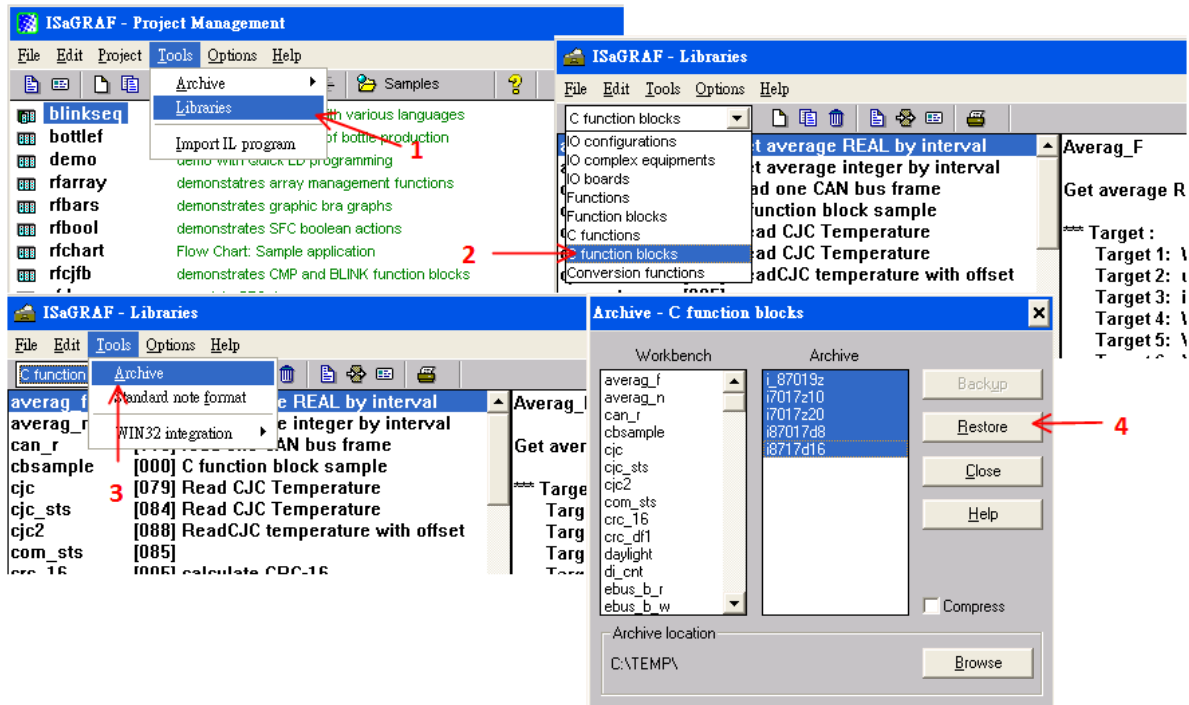 ISaGRAF - Project Management
File Edit Project Tools Options Help
Samples
Archive
Libraries
Import IL program
blinkseq
th various languages
bottlef
of bottle production
demo
rfarray
demonstatres array management functions
rfbars
demonstrates graphic bra graphs
rfbool
demonstrates SFC boolean actions
rfchart
Flow Chart: Sample application
rfcjfb
demonstrates CMP and BLINK function blocks
1
ISaGRAF - Libraries
File Edit Tools Options Help
C function blocks
IO configurations
IO complex equipments
IO boards
Functions
Function blocks
C functions
C function blocks
Conversion functions
et average REAL by interval
et average integer by interval
ad one CAN bus frame
function block sample
ead CJC Temperature
ead CJC Temperature
eadCJC temperature with offset
Averag_F
Get average R
*** Target :
Target 1:
Target 2:
Target 3:
Target 4:
Target 5:
2
ISaGRAF - Libraries
File Edit Tools Options Help
C function
Archive
Standard note format
WIN32 integration
averag_f
e REAL by interval
averag_n
e integer by interval
can_r
CAN bus frame
cbsample [000] C function block sample
cjc [079] Read CJC Temperature
cjc_sts [084] Read CJC Temperature
cjc2 [088] ReadCJC temperature with offset
com_sts [085]
crc_16 [005] calculate CRC-16
Averag_
Get aver
*** Targe
Targ
Targ
Targ
Targ
3
Archive - C function blocks
Workbench Archive
averag_f
averag_n
can_r
cbsample
cjc
cjc_sts
cjc2
com_sts
crc_16
crc_df1
daylight
di_cnt
ebus_b_r
ebus_b_w
i_87019z
i7017z10
i7017z20
i87017d8
i8717d16
Backup
Restore
Close
Help
Compress
4
Archive location
C:\TEMP\
Browse